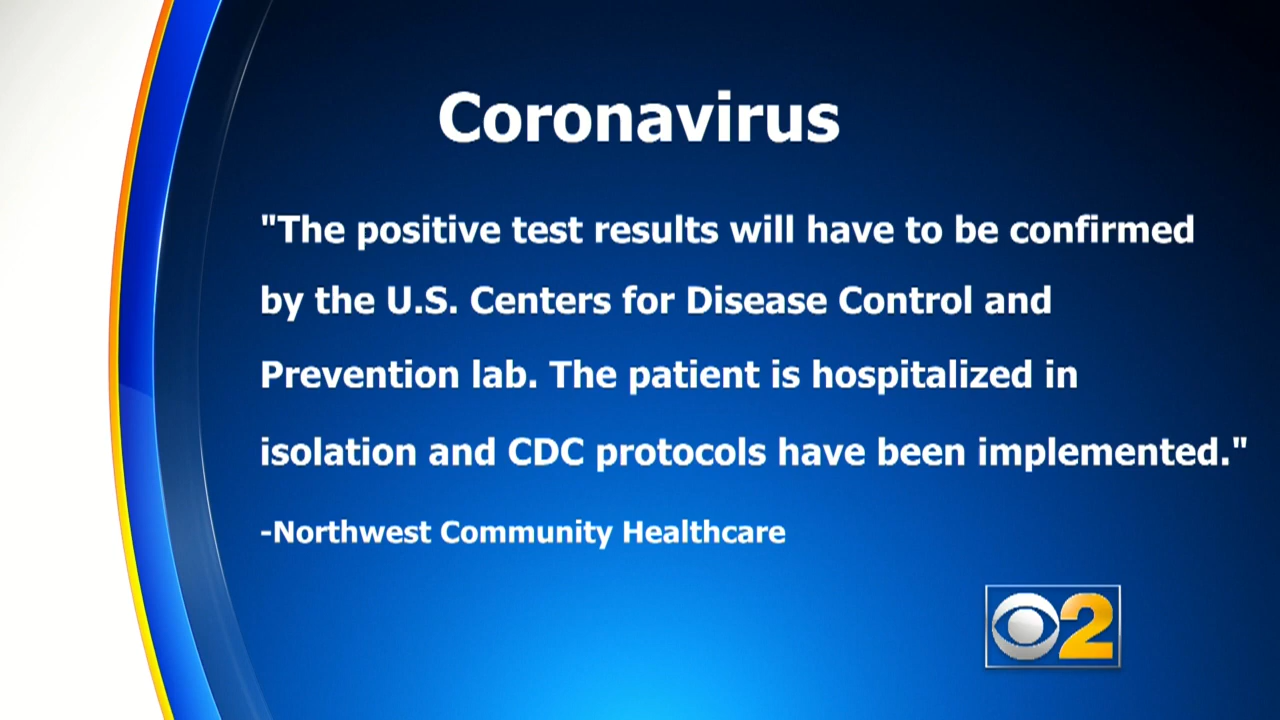 Coronavirus
"The positive test results will have to be confirmed
by the U.S. Centers for Disease Control and
Prevention lab. The patient is hospitalized in
isolation and CDC protocols have been implemented."
-Northwest Community Healthcare
2